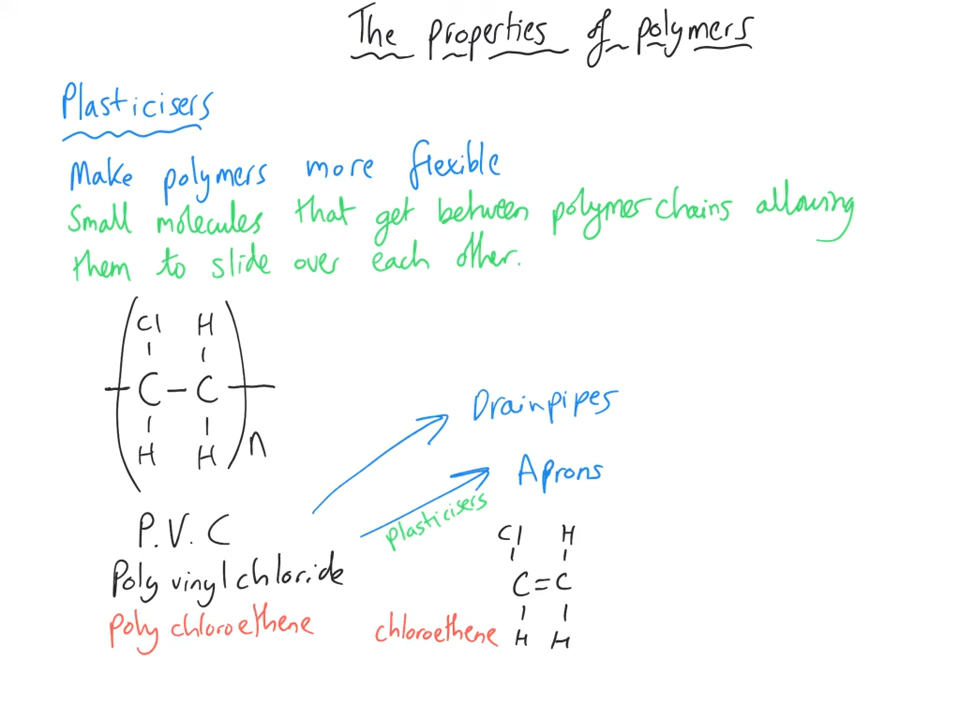 The properties of polymers
Plasticisers
Make polymers more flexible
Small molecules that get between polymer chains allowing
them to slide over each other.
Cl H
C - C
H H
n
Drainpipes
Aprons
plasticisers
P.V.C
Poly vinyl chloride
Poly chloroethene
chloroethene
Cl H
C=C
H H